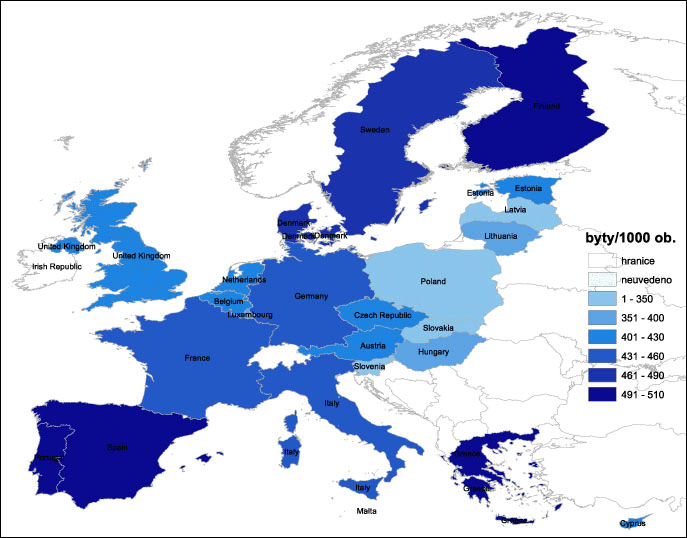 Finland
Sweden
Estonia
Estonia
Latvia
Lithuania
Denmark
Denmark
Denmark
United Kingdom
United Kingdom
Irish Republic
Netherlands
Belgium
Luxembourg
Germany
Poland
Czech Republic
Slovakia
Austria
Hungary
Slovenia
France
Italy
Italy
Italy
Malta
Portugal
Spain
Greece
Greece
Greece
Cyprus
byty/1000 ob.
hranice
neuvedeno
1 - 350
351 - 400
401 - 430
431 - 460
461 - 490
491 - 510